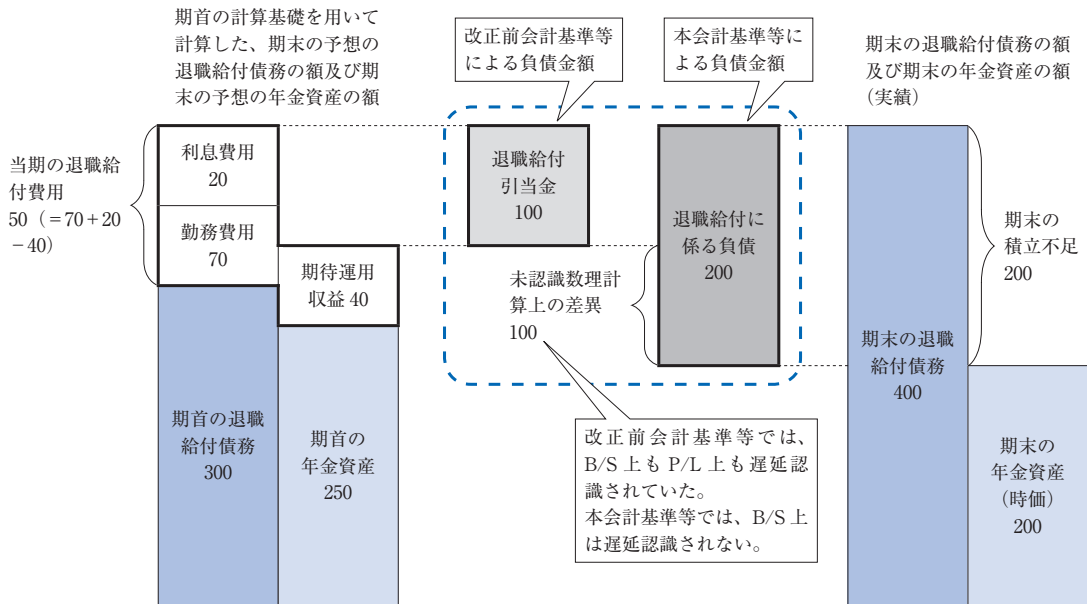 期首の計算基礎を用いて
計算した、期末の予想の
退職給付債務の額及び期
末の予想の年金資産の額
改正前会計基準等
による負債金額
本会計基準等に
よる負債金額
期末の退職給付債務の額
及び期末の年金資産の額
(実績)
当期の退職給
付費用
50（=70+20
-40）
利息費用
20
勤務費用
70
期待運用
収益 40
期首の退職
給付債務
300
期首の
年金資産
250
退職給付
引当金
100
退職給付に
係る負債
200
未認識数理計
算上の差異
100
改正前会計基準等では、
B/S 上も P/L 上も遅延認
識されていた。
本会計基準等では、B/S 上
は遅延認識されない。
期末の退職
給付債務
400
期末の
積立不足
200
期末の
年金資産
（時価）
200